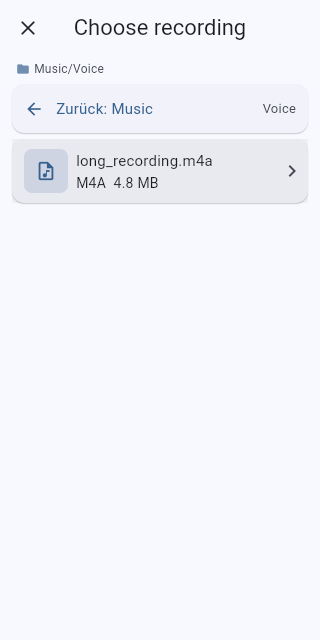 Choose recording
Music/Voice
Zurück: Music Voice
long_recording.m4a
M4A 4.8 MB